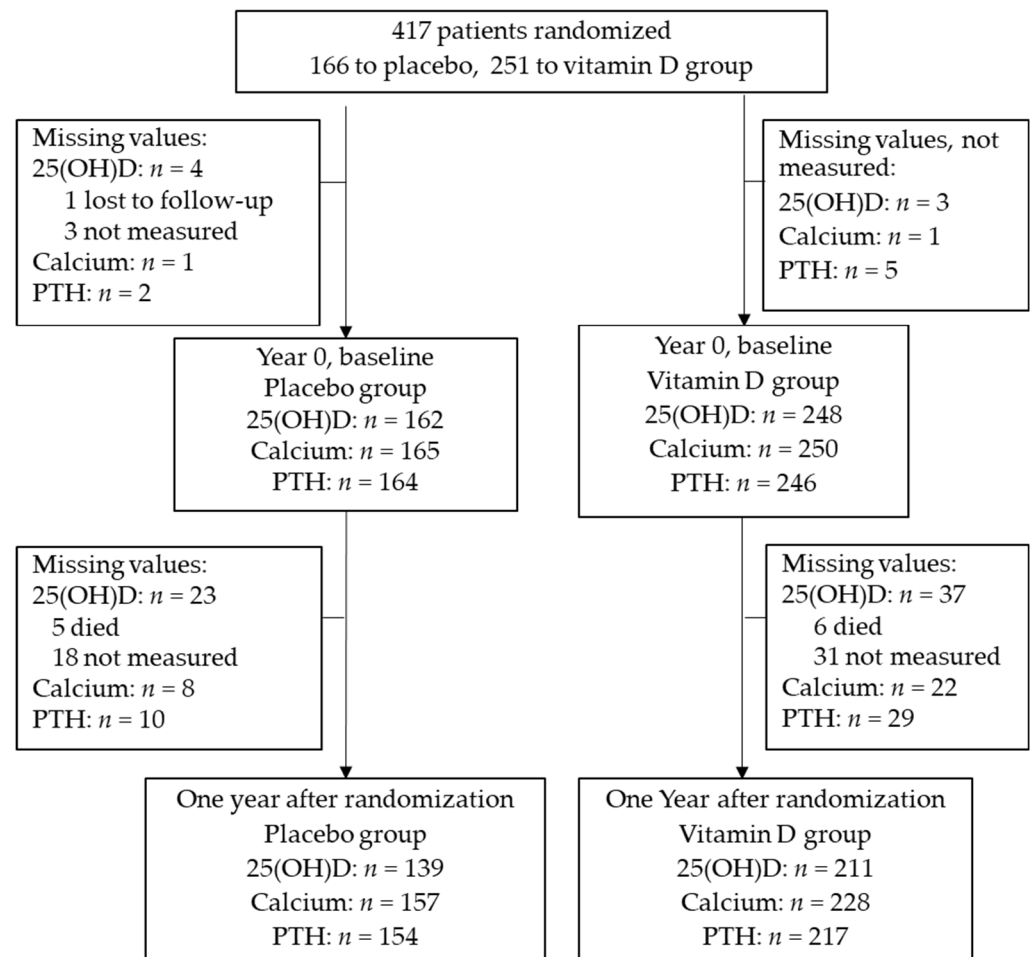 417 patients randomized
166 to placebo, 251 to vitamin D group
Missing values:
25(OH)D: n = 4
1 lost to follow-up
3 not measured
Calcium: n = 1
PTH: n = 2
Missing values, not
measured:
25(OH)D: n = 3
Calcium: n = 1
PTH: n = 5
Year 0, baseline
Placebo group
25(OH)D: n = 162
Calcium: n = 165
PTH: n = 164
Year 0, baseline
Vitamin D group
25(OH)D: n = 248
Calcium: n = 250
PTH: n = 246
Missing values:
25(OH)D: n = 23
5 died
18 not measured
Calcium: n = 8
PTH: n = 10
Missing values:
25(OH)D: n = 37
6 died
31 not measured
Calcium: n = 22
PTH: n = 29
One year after randomization
Placebo group
25(OH)D: n = 139
Calcium: n = 157
PTH: n = 154
One Year after randomization
Vitamin D group
25(OH)D: n = 211
Calcium: n = 228
PTH: n = 217